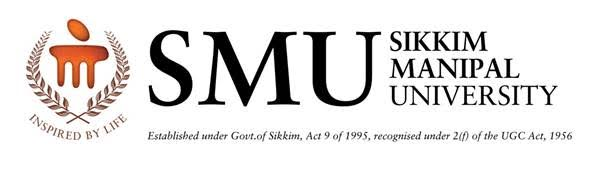 SMU
SIKKIM
MANIPAL
UNIVERSITY
INSPIRED BY LIFE
Established under Govt.of Sikkim, Act 9 of 1995, recognised under 2(f) of the UGC Act, 1956